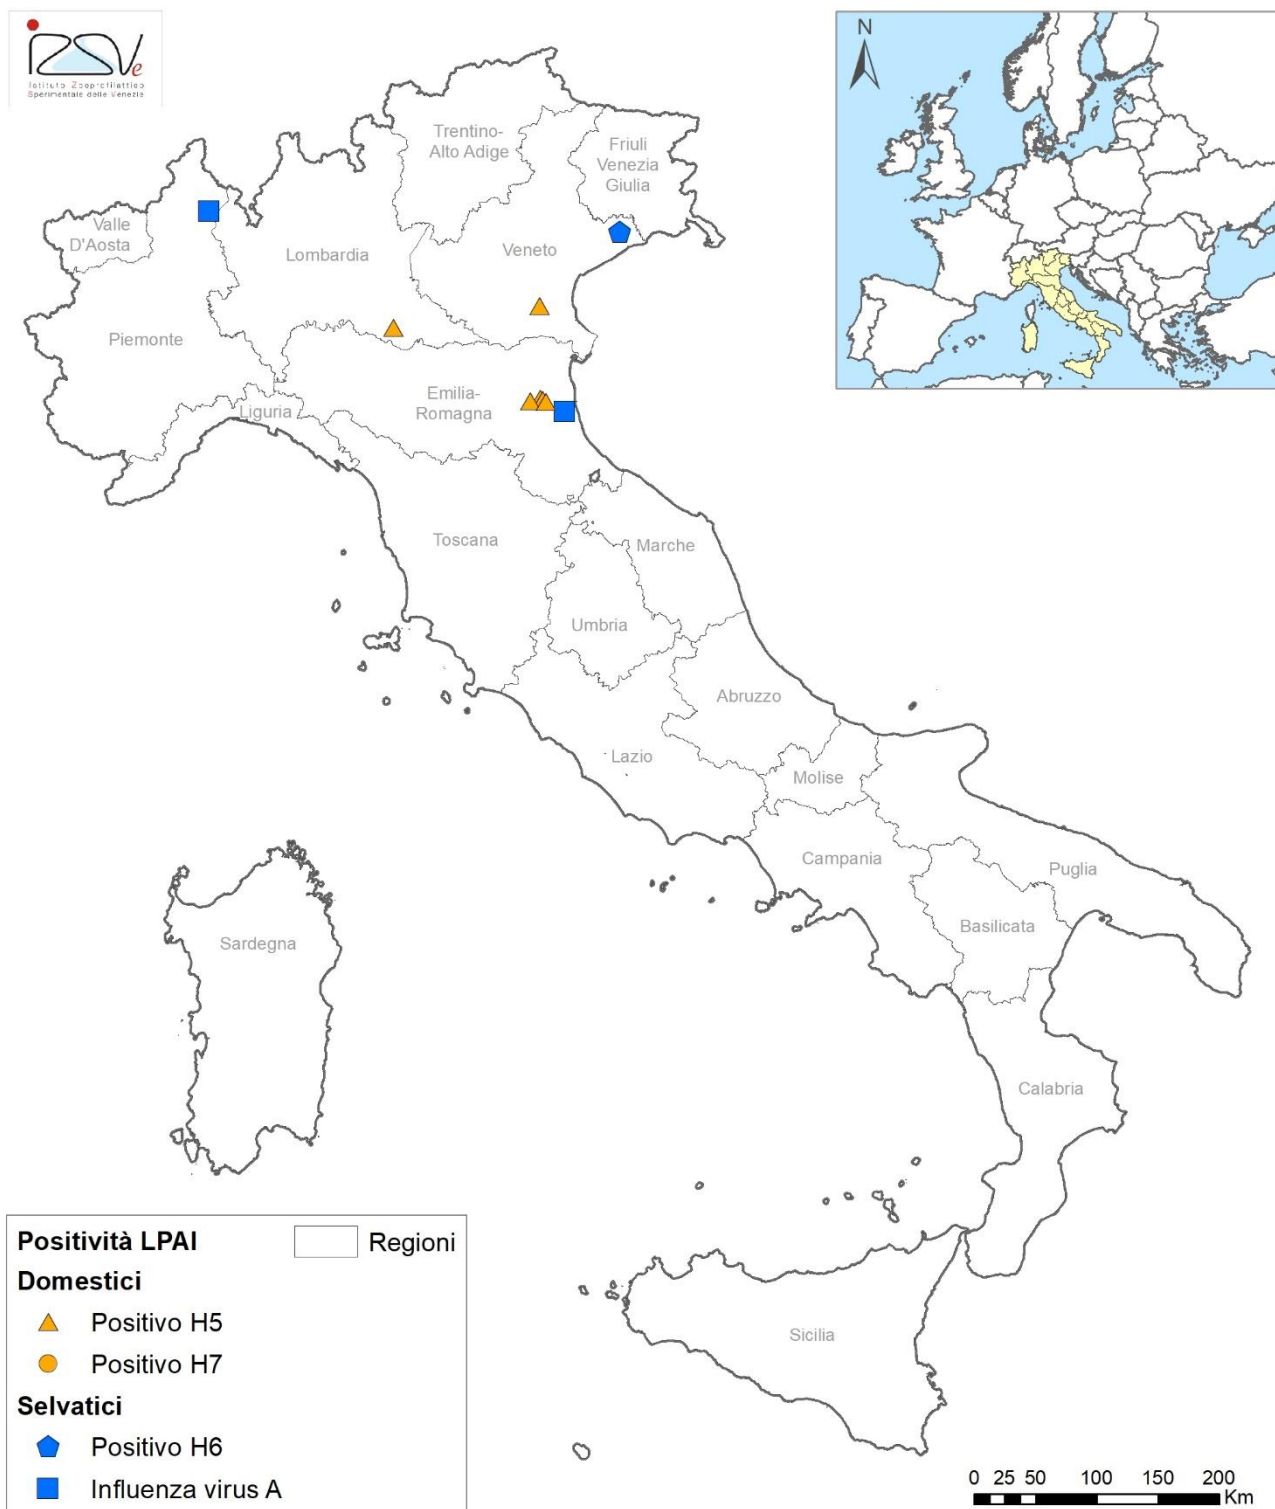 IZSVe
Istituto Zooprofilattico
Sperimentale delle Venezie
N
Trentino-
Alto Adige
Friuli
Venezia
Giulia
Valle
D'Aosta
Lombardia
Veneto
Piemonte
Emilia-
Romagna
Liguria
Toscana
Marche
Umbria
Abruzzo
Lazio
Molise
Campania
Puglia
Basilicata
Sardegna
Calabria
Sicilia
Positività LPAI
Regioni
Domestici
Positivo H5
Positivo H7
Selvatici
Positivo H6
Influenza virus A
0 25 50 100 150 200
Km